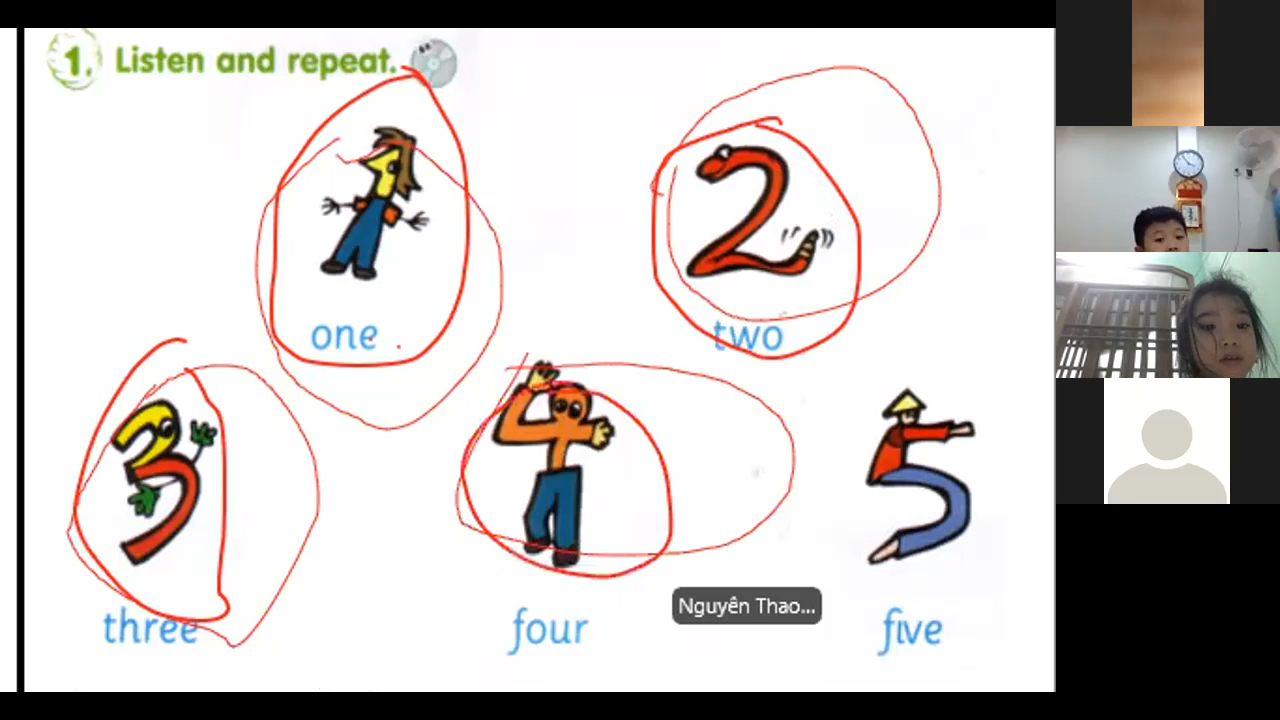 1. Listen and repeat.
one
two
three
four
five
Nguyên Thao...